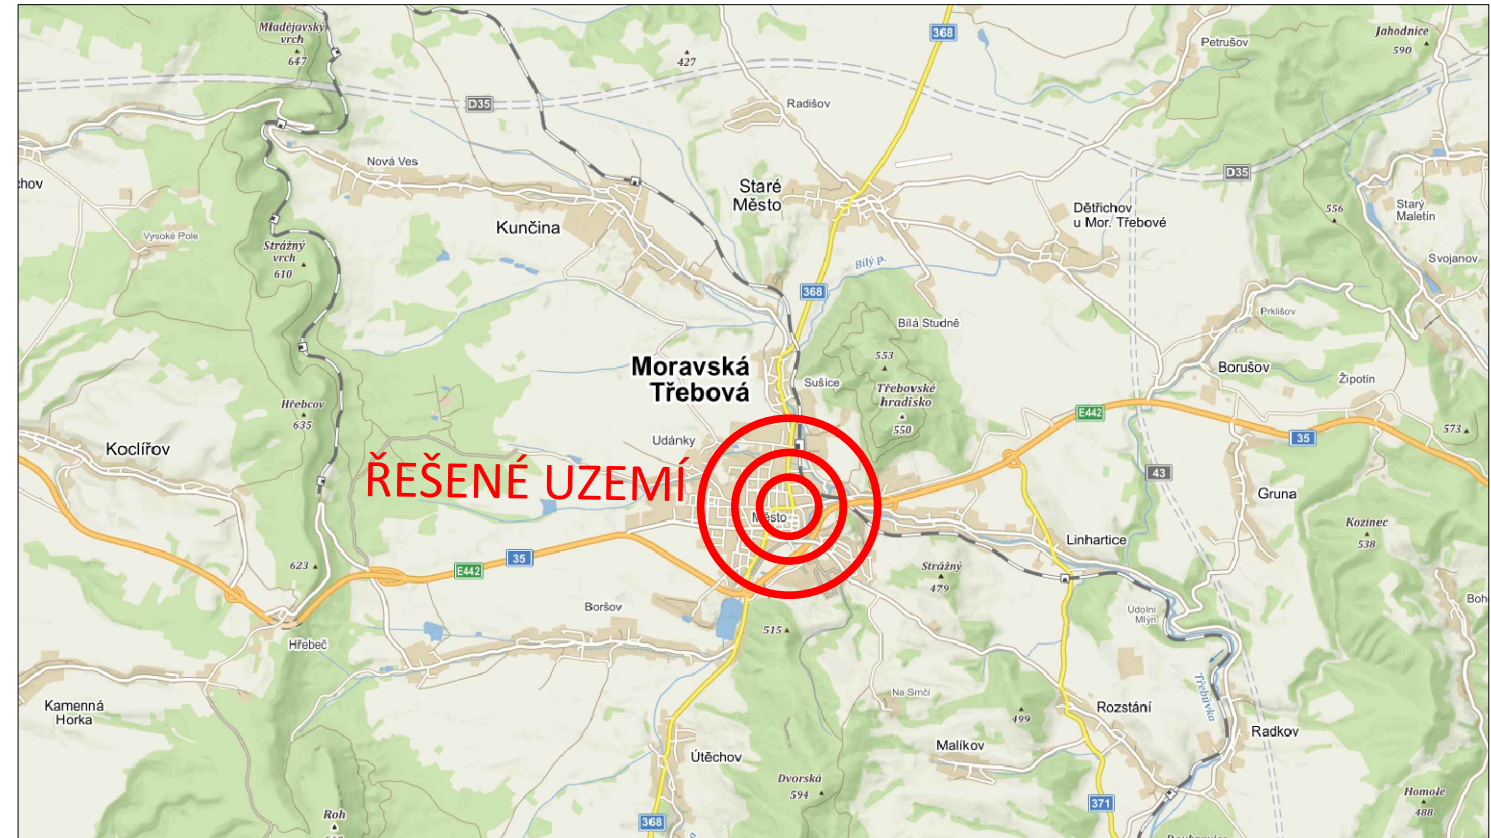 Mladějovský
vrch
647
368
427
Petrušov
Jahodnice
590
D35
Radišov
Nová Ves
chov
Staré
Město
D35
Dětřichov
u Mor. Třebové
556
Starý
Maletín
Kunčina
Vysoké Pole
Strážný
vrch
610
Bílý p.
Svojanov
368
Bílá Studně
Prklišov
553
Moravská
Třebová
Sušice
Borušov
Třebovské
hradisko
550
Žipotín
Hřebcov
635
E442
Koclířov
Udánky
35
573
ŘEŠENÉ UZEMÍ
43
Gruna
Město
Kozinec
538
Linhartice
35
E442
623
Strážný
479
Boršov
Údolní
Mlýn
Boh
515
Hřebeč
Třebůvka
Na Smčí
Kamenná
Horka
499
Rozstání
Radkov
Malíkov
Útěchov
Dvorská
594
371
Homole
488
Roh
368